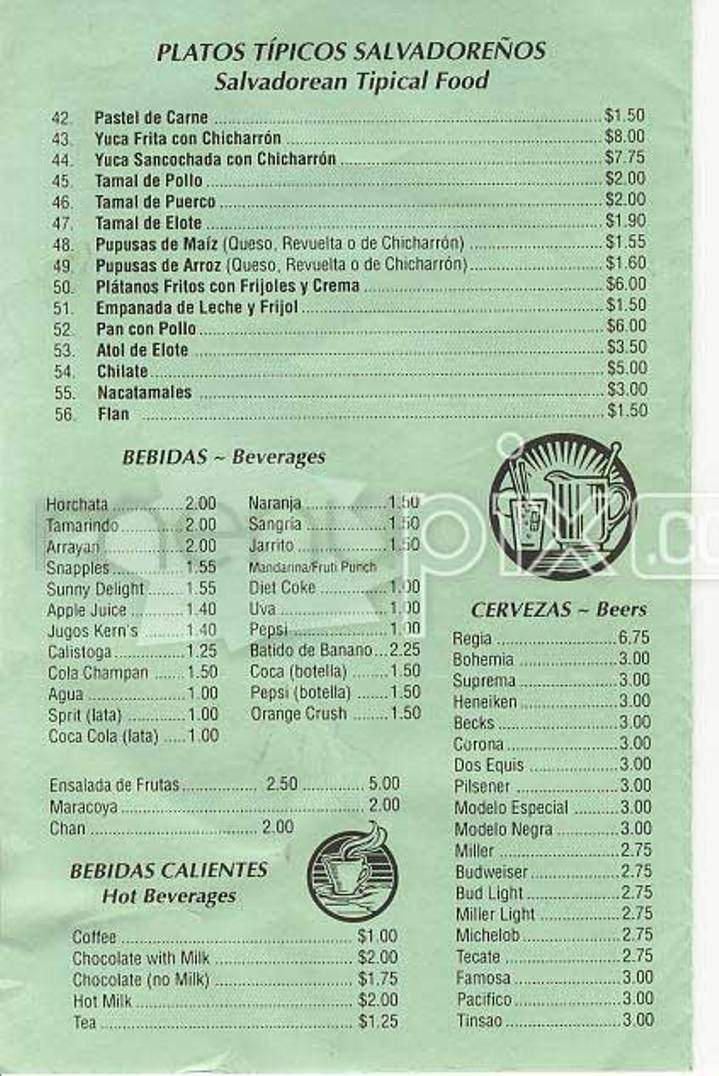 PLATOS TÍPICOS SALVADOREÑOS
Salvadorean Tipical Food
42. Pastel de Carne ........ $1.50
43. Yuca Frita con Chicharrón ........ $8.00
44. Yuca Sancochada con Chicharrón ........ $7.75
45. Tamal de Pollo ........ $2.00
46. Tamal de Puerco ........ $2.00
47. Tamal de Elote ........ $1.90
48. Pupusas de Maíz (Queso, Revuelta o de Chicharrón) ........ $1.55
49. Pupusas de Arroz (Queso, Revuelta o de Chicharrón) ........ $1.60
50. Plátanos Fritos con Frijoles y Crema ........ $6.00
51. Empanada de Leche y Frijol ........ $1.50
52. Pan con Pollo ........ $6.00
53. Atol de Elote ........ $3.50
54. Chilate ........ $5.00
55. Nacatamales ........ $3.00
56. Flan ........ $1.50
BEBIDAS ~ Beverages
Horchata ........ 2.00
Tamarindo ........ 2.00
Arrayan ........ 2.00
Snapples ........ 1.55
Sunny Delight ........ 1.55
Apple Juice ........ 1.40
Jugos Kern's ........ 1.40
Calistoga ........ 1.25
Cola Champan ........ 1.50
Agua ........ 1.00
Sprit (lata) ........ 1.00
Coca Cola (lata) ..... 1.00
Naranja ........ 1.50
Sangria ........ 1.50
Jarrito ........ 1.50
Mandarina/Fruti Punch
Diet Coke ........ 1.00
Uva ........ 1.00
Pepsi ........ 1.00
Batido de Banano ... 2.25
Coca (botella) ........ 1.50
Pepsi (botella) ....... 1.50
Orange Crush ........ 1.50
Ensalada de Frutas ........ 2.50 ........ 5.00
Maracoya ........ 2.00
Chan ........ 2.00
BEBIDAS CALIENTES
Hot Beverages
Coffee ........ $1.00
Chocolate with Milk ........ $2.00
Chocolate (no Milk) ........ $1.75
Hot Milk ........ $2.00
Tea ........ $1.25
CERVEZAS ~ Beers
Regia ........ 6.75
Bohemia ........ 3.00
Suprema ........ 3.00
Heneiken ........ 3.00
Becks ........ 3.00
Corona ........ 3.00
Dos Equis ........ 3.00
Pilsener ........ 3.00
Modelo Especial ........ 3.00
Modelo Negra ........ 3.00
Miller ........ 2.75
Budweiser ........ 2.75
Bud Light ........ 2.75
Miller Light ........ 2.75
Michelob ........ 2.75
Tecate ........ 2.75
Famosa ........ 3.00
Pacifico ........ 3.00
Tinsao ........ 3.00
menupix.co